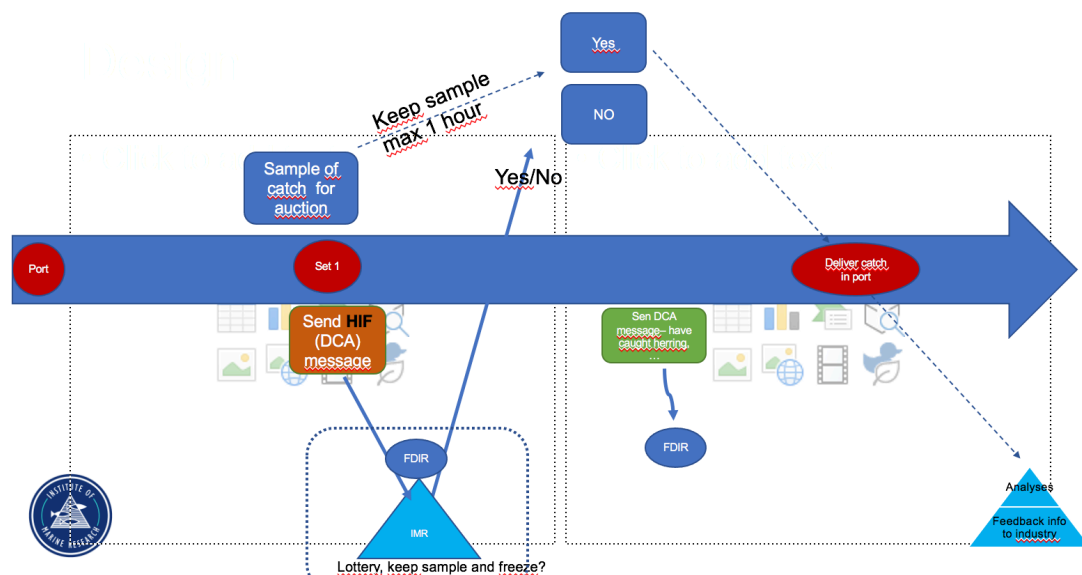 Yes
NO
Keep sample
max 1 hour
Yes/No
Sample of
catch for
auction
Port
Set 1
Deliver catch
in port
Send HIF
(DCA)
message
Sen DCA
message– have
caught herring,
…
FDIR
FDIR
IMR
Lottery, keep sample and freeze?
Analyses
Feedback info
to industry
INSTITUTE OF
MARINE RESEARCH